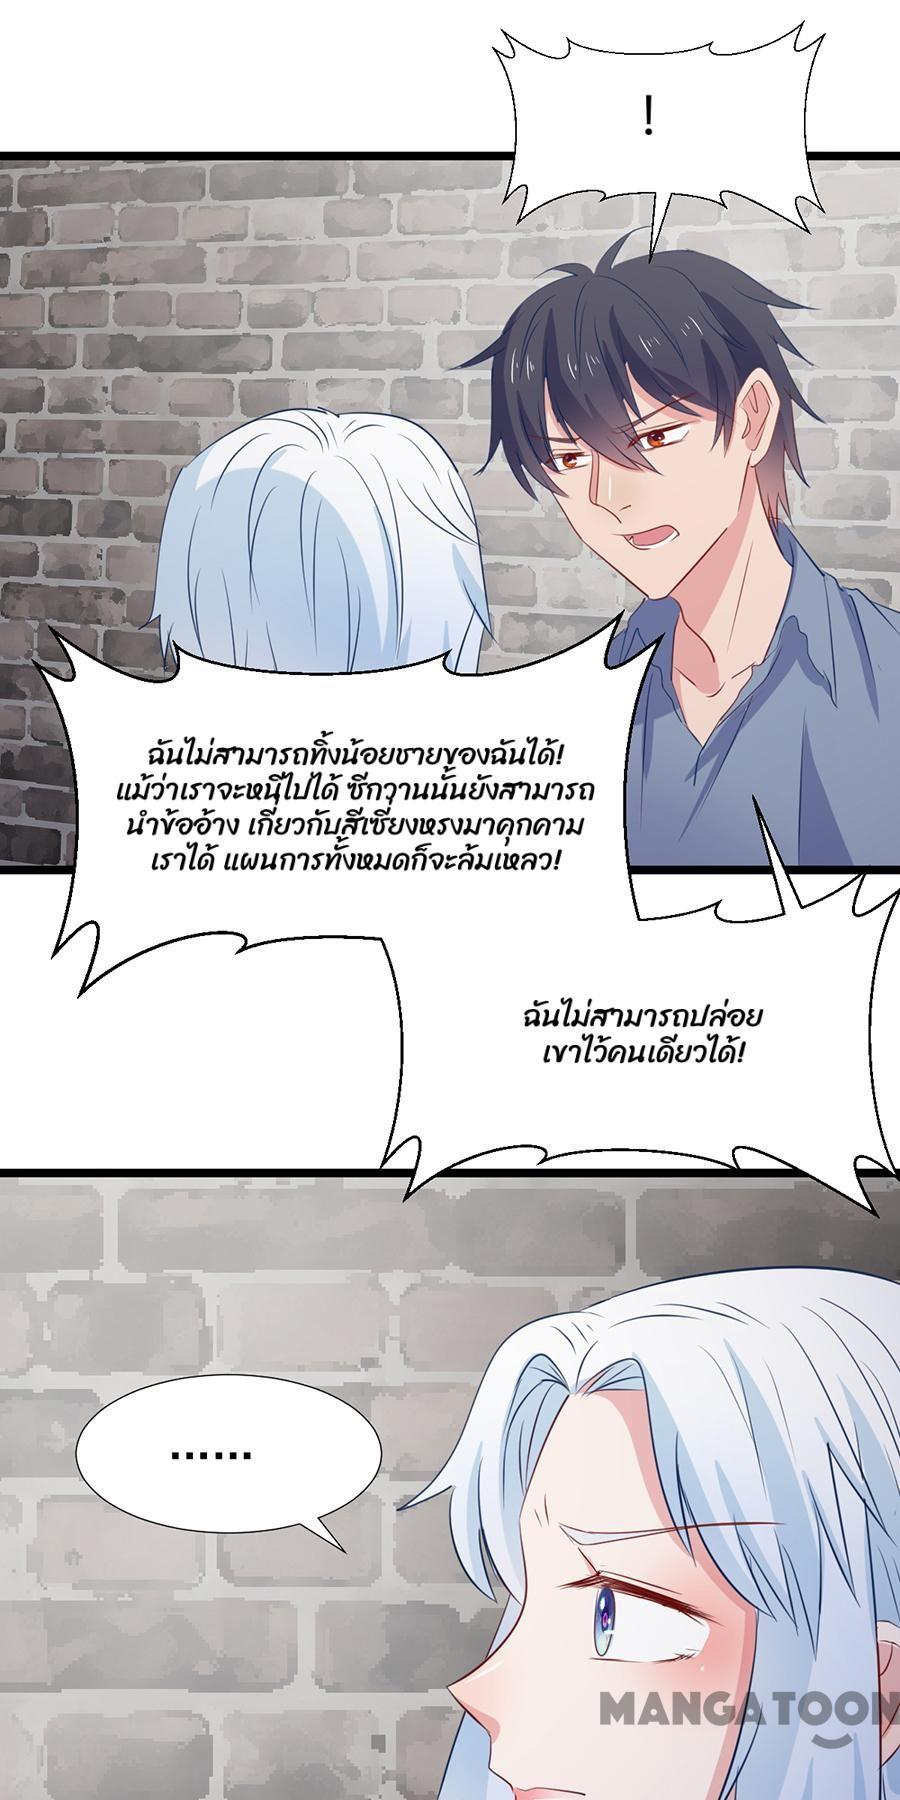 !
ฉันไม่สามารถทิ้งน้อยชายของฉันได้!
แม้ว่าเราจะหนีไปได้ ซีกวานนั้นยังสามารถ
นำข้ออ้าง เกี่ยวกับสีเซี่ยงหรงมาคุกคาม
เราได้ แผนการทั้งหมดก็จะล้มเหลว!
ฉันไม่สามารถปล่อย
เขาไว้คนเดียวได้!
......
MANGATOON